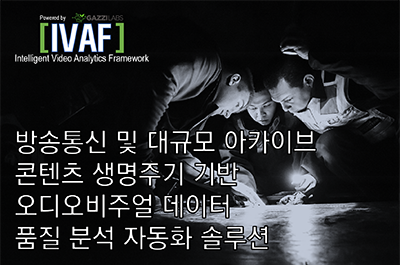 Powered by GAZZI LABS
[IVAF]
Intelligent Video Analytics Framework
방송통신 및 대규모 아카이브
콘텐츠 생명주기 기반
오디오비주얼 데이터
품질 분석 자동화 솔루션